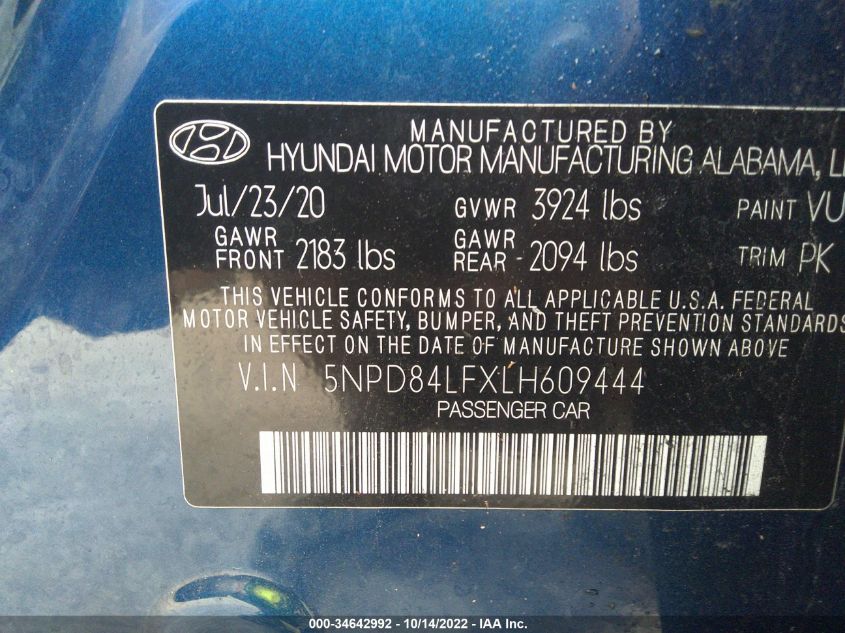 MANUFACTURED BY
HYUNDAI MOTOR MANUFACTURING ALABAMA,
Jul/23/20 GVWR 3924 lbs PAINT VU
GAWR FRONT 2183 lbs GAWR REAR - 2094 lbs TRIM PK
THIS VEHICLE CONFORMS TO ALL APPLICABLE U.S.A. FEDERAL
MOTOR VEHICLE SAFETY, BUMPER, AND THEFT PREVENTION STANDARDS
IN EFFECT ON THE DATE OF MANUFACTURE SHOWN ABOVE
V.I.N 5NPD84LFXLH609444
PASSENGER CAR
000-34642992 - 10/14/2022 - IAA Inc.